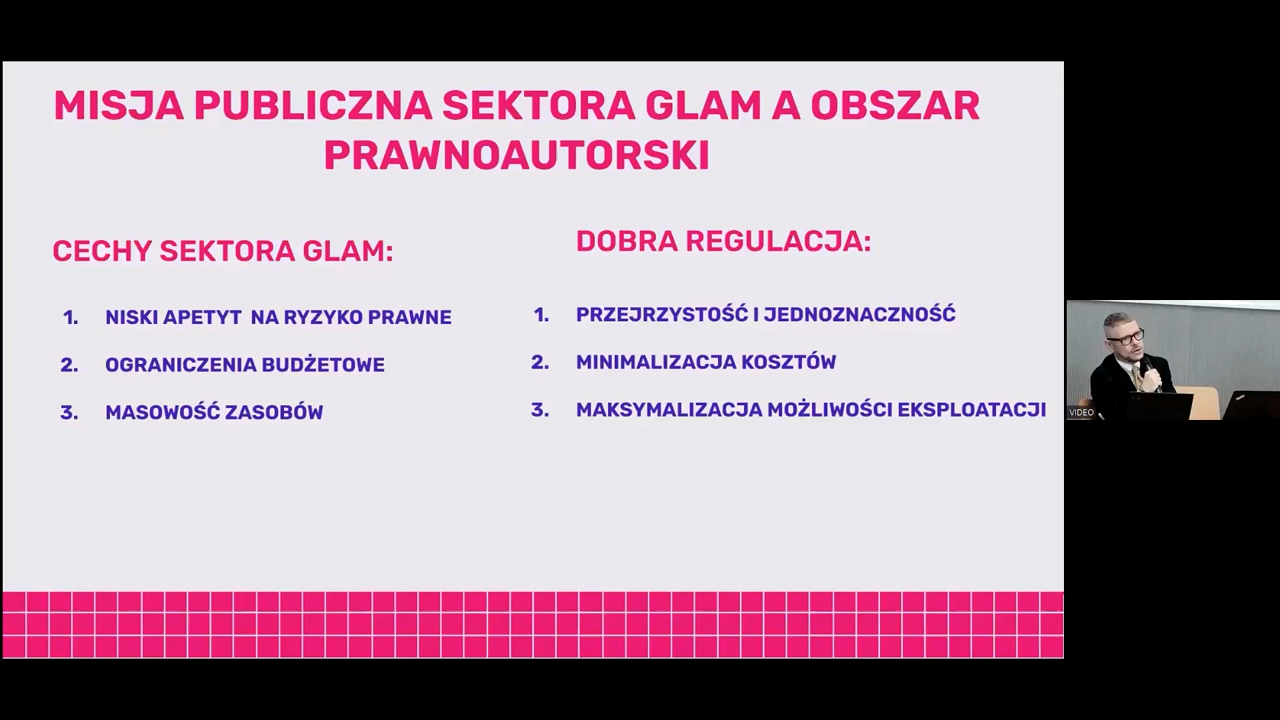 MISJA PUBLICZNA SEKTORA GLAM A OBSZAR
PRAWNOAUTORSKI
CECHY SEKTORA GLAM:
1. NISKI APETYT NA RYZYKO PRAWNE
2. OGRANICZENIA BUDŻETOWE
3. MASOWOŚĆ ZASOBÓW
DOBRA REGULACJA:
1. PRZEJRZYSTOŚĆ I JEDNOZNACZNOŚĆ
2. MINIMALIZACJA KOSZTÓW
3. MAKSYMALIZACJA MOŻLIWOŚCI EKSPLOATACJI
VIDEO